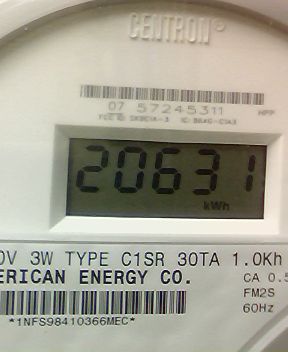 CENTRON®
07 57245311 HPP
20631
kWh
0V 3W TYPE C1SR 30TA 1.0Kh
ERICAN ENERGY CO.
CA 0.5
FM2S
60Hz
*1NFS98410366MEC*